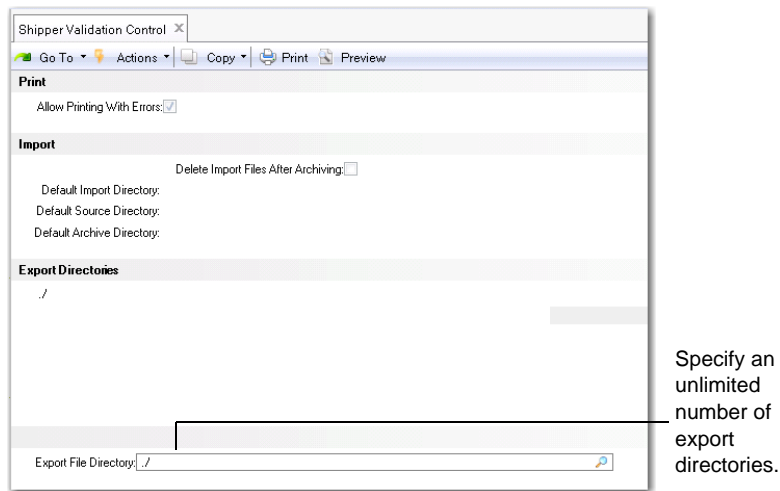 Shipper Validation Control
Go To Actions Copy Print Preview
Print
Allow Printing With Errors:
Import
Delete Import Files After Archiving:
Default Import Directory:
Default Source Directory:
Default Archive Directory:
Export Directories
./
Export File Directory: ./
Specify an
unlimited
number of
export
directories.